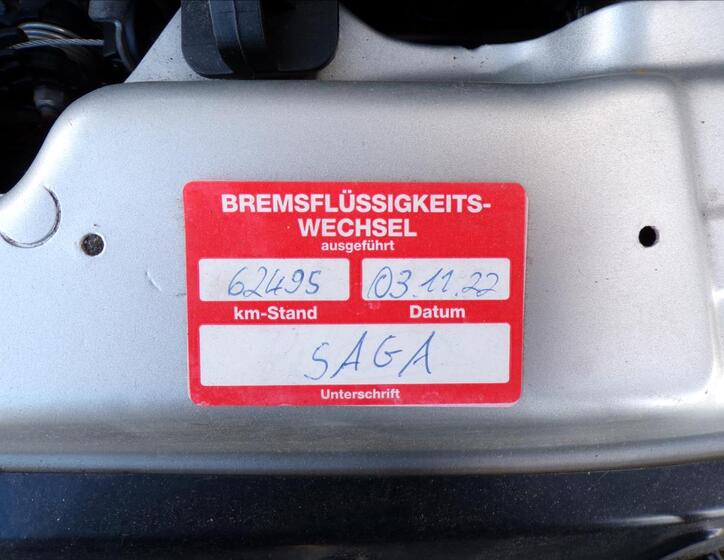 BREMSFLÜSSIGKEITS-
WECHSEL
ausgeführt
62495 03.11.22
km-Stand Datum
SAGA
Unterschrift